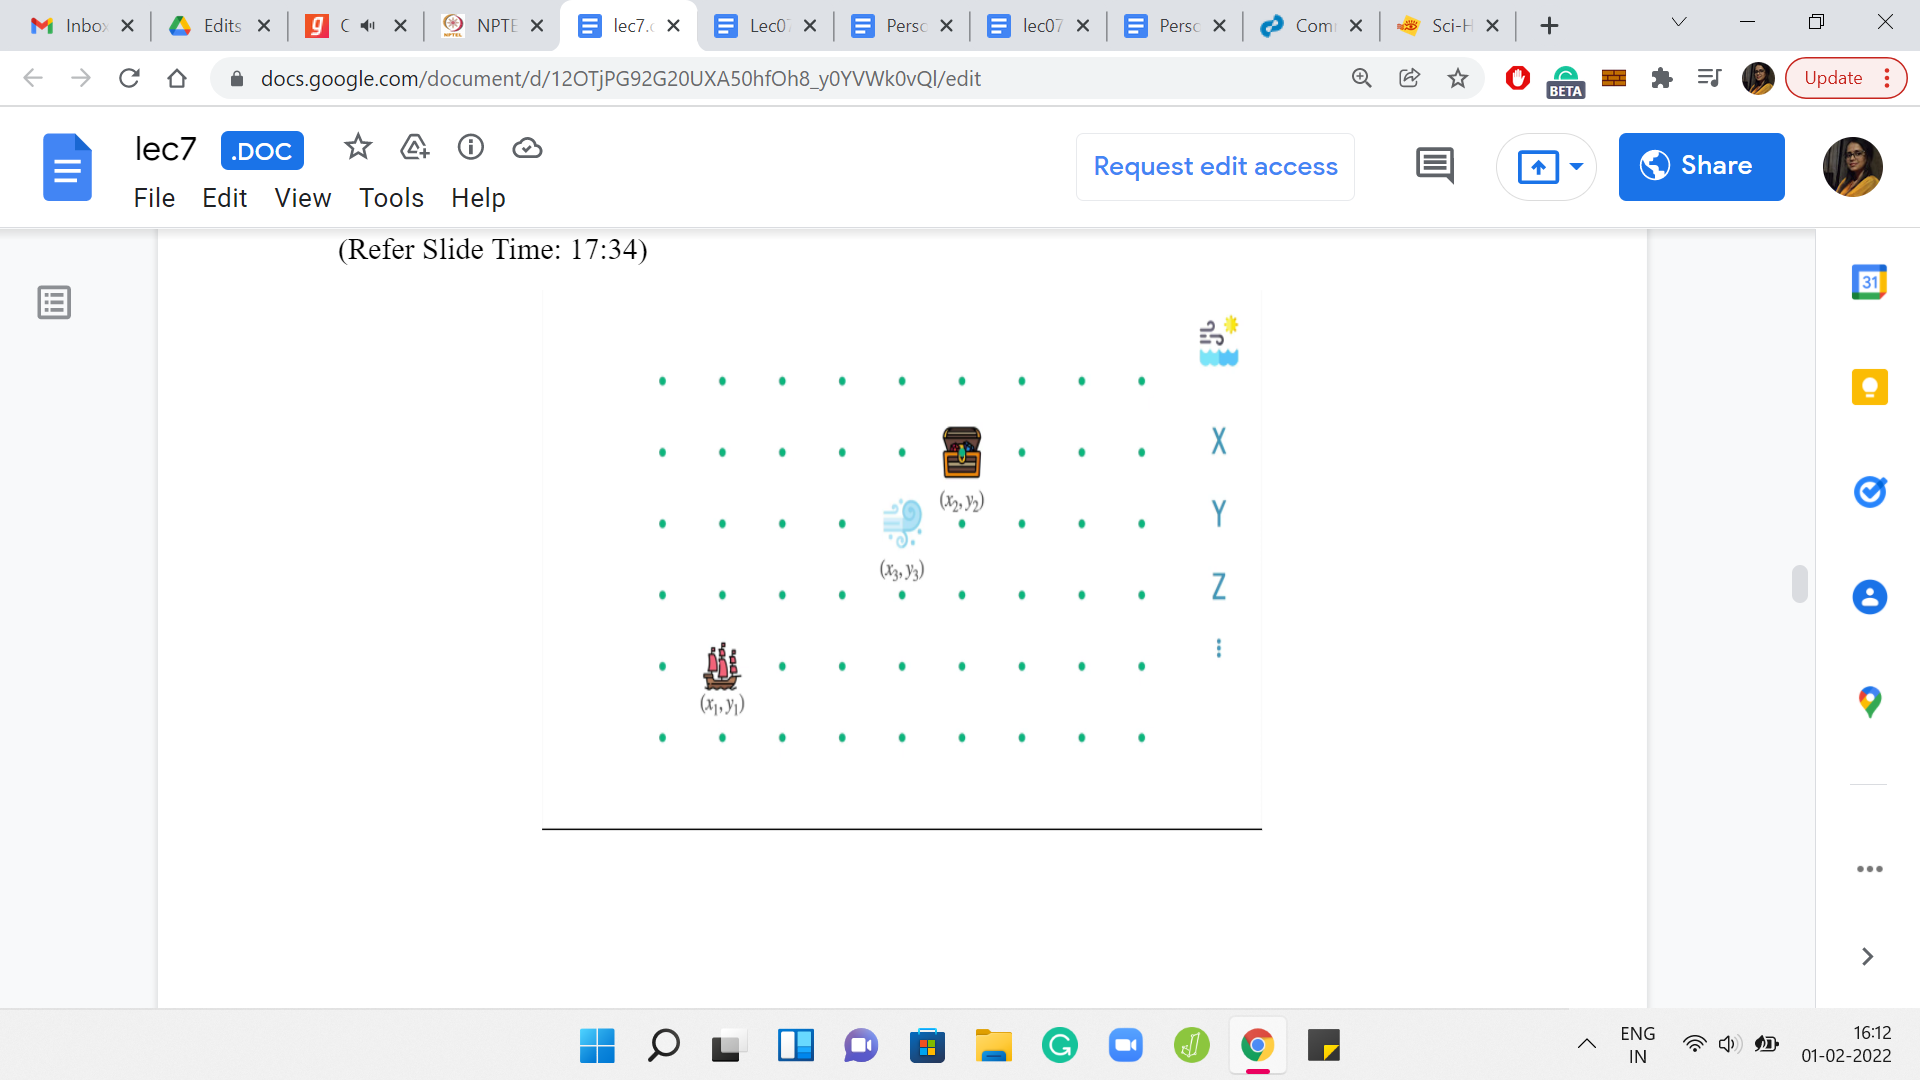 Inbox
Edits
C
NPTE
lec7.c
Lec07
Perso
lec07
Perso
Com
Sci-H
docs.google.com/document/d/12OTjPG92G20UXA50hfOh8_y0YVWk0vQl/edit
BETA
Update
lec7 .DOC
Request edit access
Share
File Edit View Tools Help
(Refer Slide Time: 17:34)
31
X
(x₂, y₂)
Y
(x₃, y₃)
Z
⋮
(x₁, y₁)
ENG
IN
16:12
01-02-2022